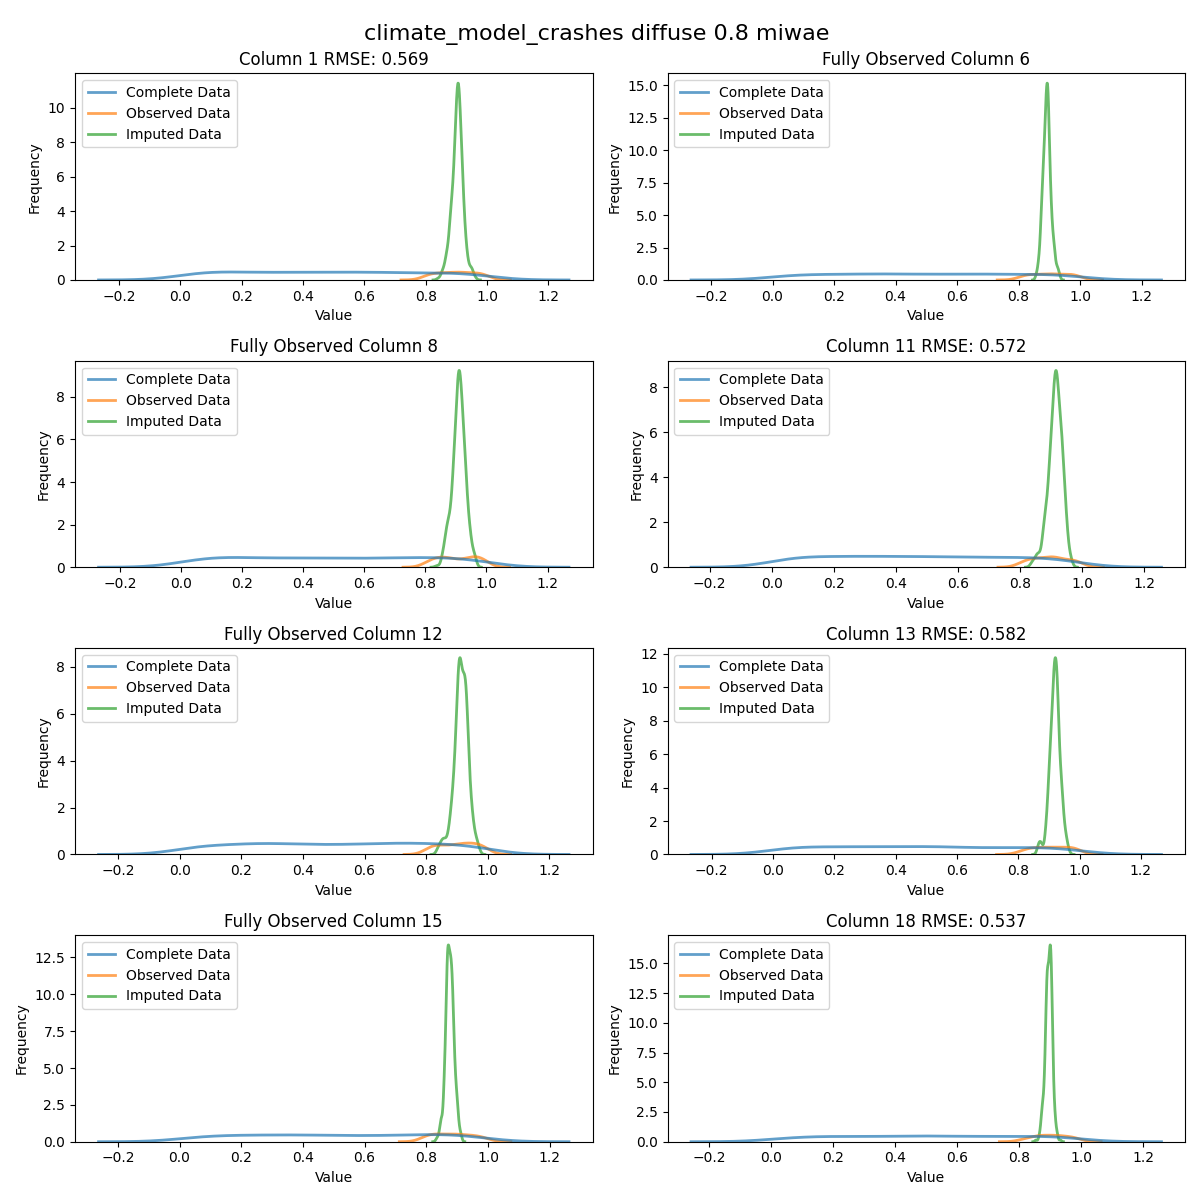 climate_model_crashes diffuse 0.8 miwae
Column 1 RMSE: 0.569
Complete Data
Observed Data
Imputed Data
Frequency
10
8
6
4
2
0
−0.2 0.0 0.2 0.4 0.6 0.8 1.0 1.2
Value
Fully Observed Column 6
Complete Data
Observed Data
Imputed Data
Frequency
15.0
12.5
10.0
7.5
5.0
2.5
0.0
−0.2 0.0 0.2 0.4 0.6 0.8 1.0 1.2
Value
Fully Observed Column 8
Complete Data
Observed Data
Imputed Data
Frequency
8
6
4
2
0
−0.2 0.0 0.2 0.4 0.6 0.8 1.0 1.2
Value
Column 11 RMSE: 0.572
Complete Data
Observed Data
Imputed Data
Frequency
8
6
4
2
0
−0.2 0.0 0.2 0.4 0.6 0.8 1.0 1.2
Value
Fully Observed Column 12
Complete Data
Observed Data
Imputed Data
Frequency
8
6
4
2
0
−0.2 0.0 0.2 0.4 0.6 0.8 1.0 1.2
Value
Column 13 RMSE: 0.582
Complete Data
Observed Data
Imputed Data
Frequency
12
10
8
6
4
2
0
−0.2 0.0 0.2 0.4 0.6 0.8 1.0 1.2
Value
Fully Observed Column 15
Complete Data
Observed Data
Imputed Data
Frequency
12.5
10.0
7.5
5.0
2.5
0.0
−0.2 0.0 0.2 0.4 0.6 0.8 1.0 1.2
Value
Column 18 RMSE: 0.537
Complete Data
Observed Data
Imputed Data
Frequency
15.0
12.5
10.0
7.5
5.0
2.5
0.0
−0.2 0.0 0.2 0.4 0.6 0.8 1.0 1.2
Value